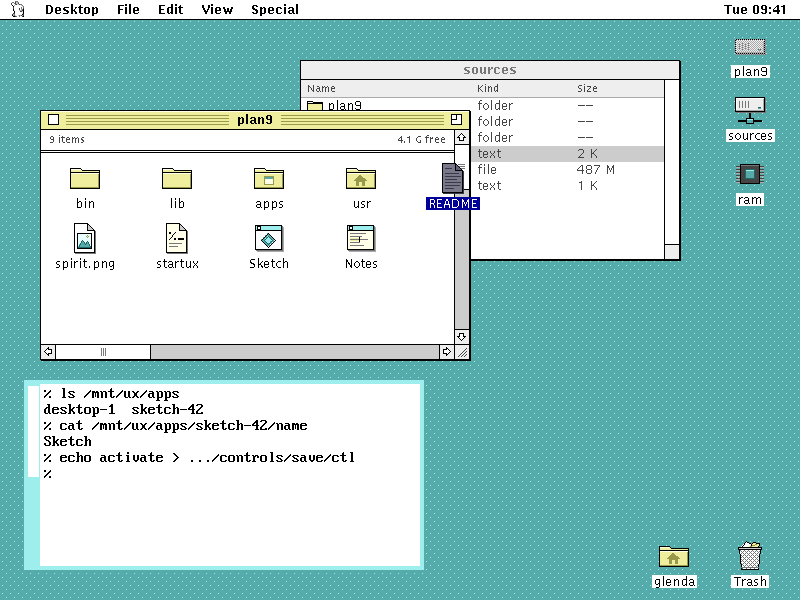 Desktop File Edit View Special Tue 09:41
plan9
sources
ram
sources
Name Kind Size
plan9 folder --
folder --
folder --
text 2 K
file 487 M
text 1 K
plan9
9 items 4.1 G free
bin lib apps usr README
spirit.png startux Sketch Notes
% ls /mnt/ux/apps
desktop-1 sketch-42
% cat /mnt/ux/apps/sketch-42/name
Sketch
% echo activate > .../controls/save/ctl
%
glenda Trash